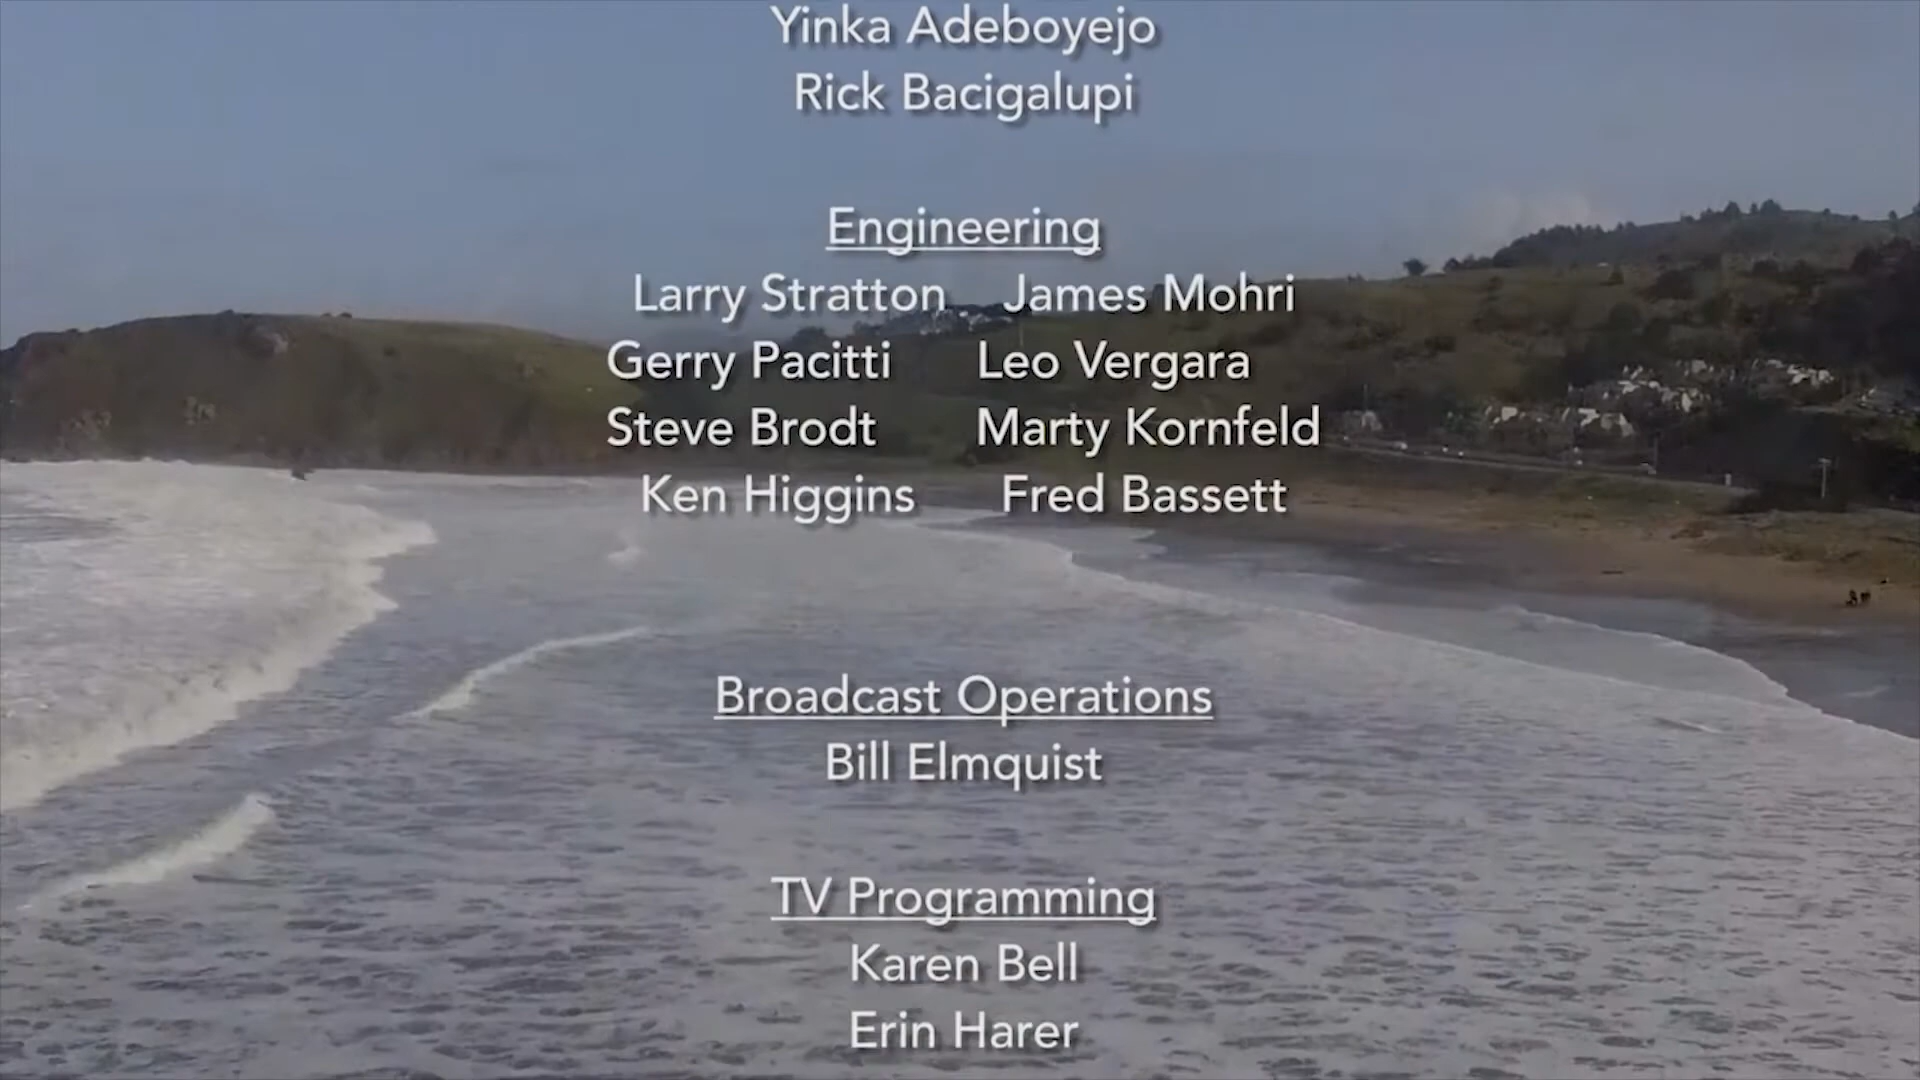 Yinka Adeboyejo
Rick Bacigalupi
Engineering
Larry Stratton James Mohri
Gerry Pacitti Leo Vergara
Steve Brodt Marty Kornfeld
Ken Higgins Fred Bassett
Broadcast Operations
Bill Elmquist
TV Programming
Karen Bell
Erin Harer